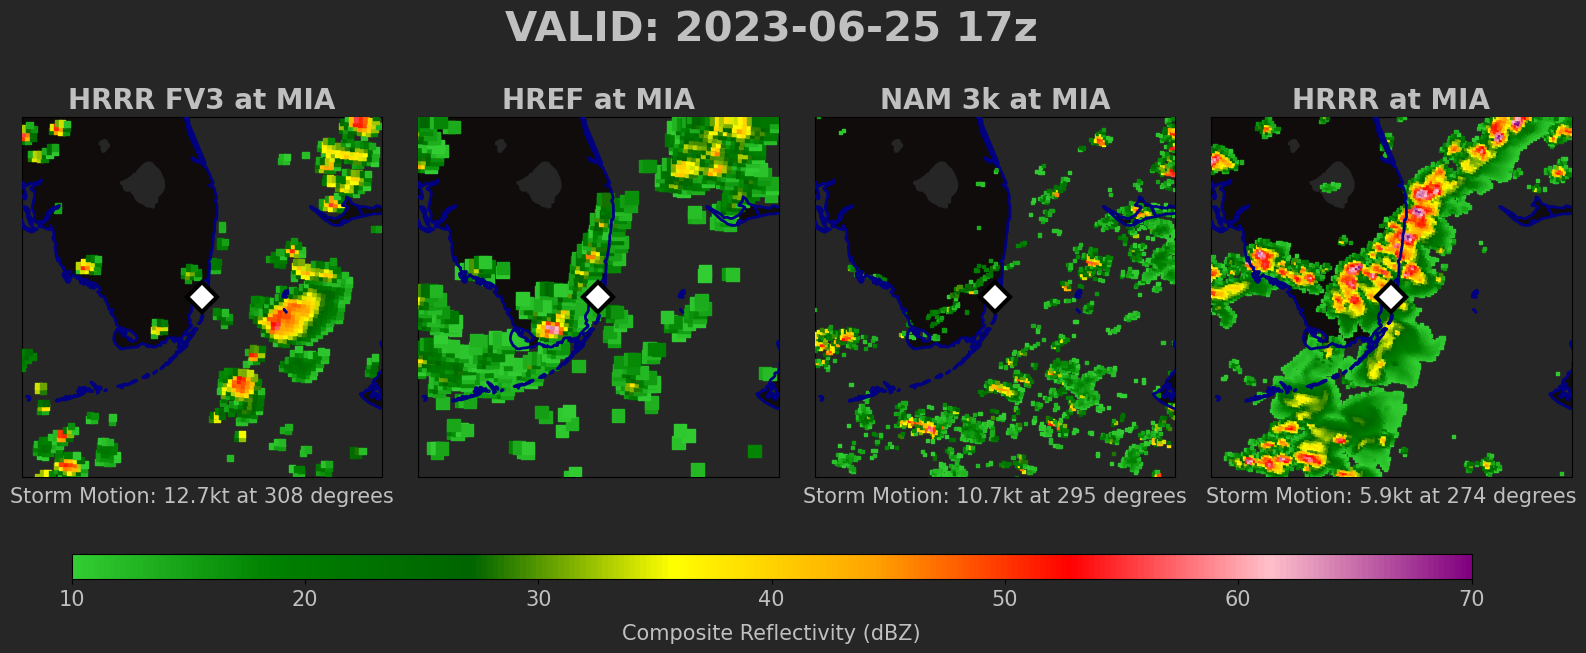 VALID: 2023-06-25 17z
HRRR FV3 at MIA
HREF at MIA
NAM 3k at MIA
HRRR at MIA
Storm Motion: 12.7kt at 308 degrees
Storm Motion: 10.7kt at 295 degrees
Storm Motion: 5.9kt at 274 degrees
10 20 30 40 50 60 70
Composite Reflectivity (dBZ)